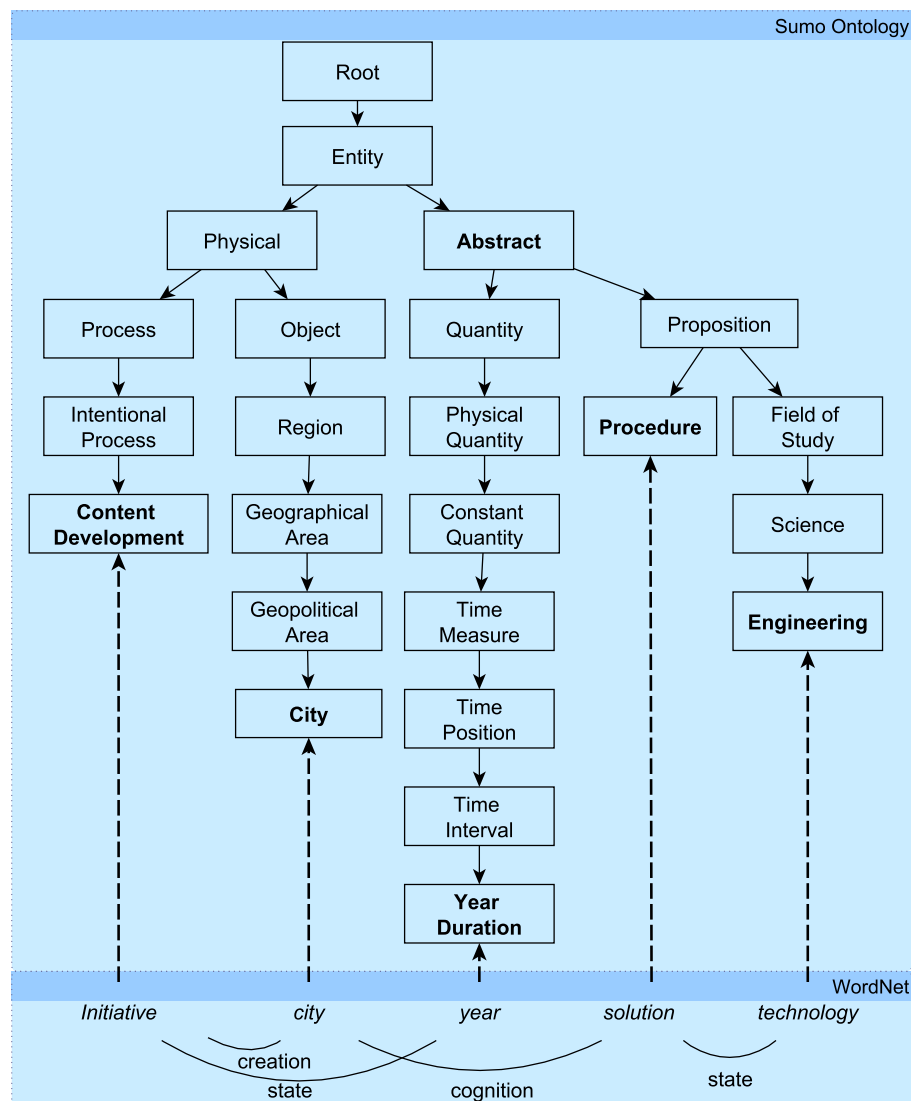 Sumo Ontology
Root
Entity
Physical
Abstract
Process
Object
Quantity
Proposition
Intentional
Process
Region
Physical
Quantity
Procedure
Field of
Study
Content
Development
Geographical
Area
Constant
Quantity
Science
Geopolitical
Area
Time
Measure
Engineering
City
Time
Position
Time
Interval
Year
Duration
WordNet
Initiative
city
year
solution
technology
creation
state
cognition
state